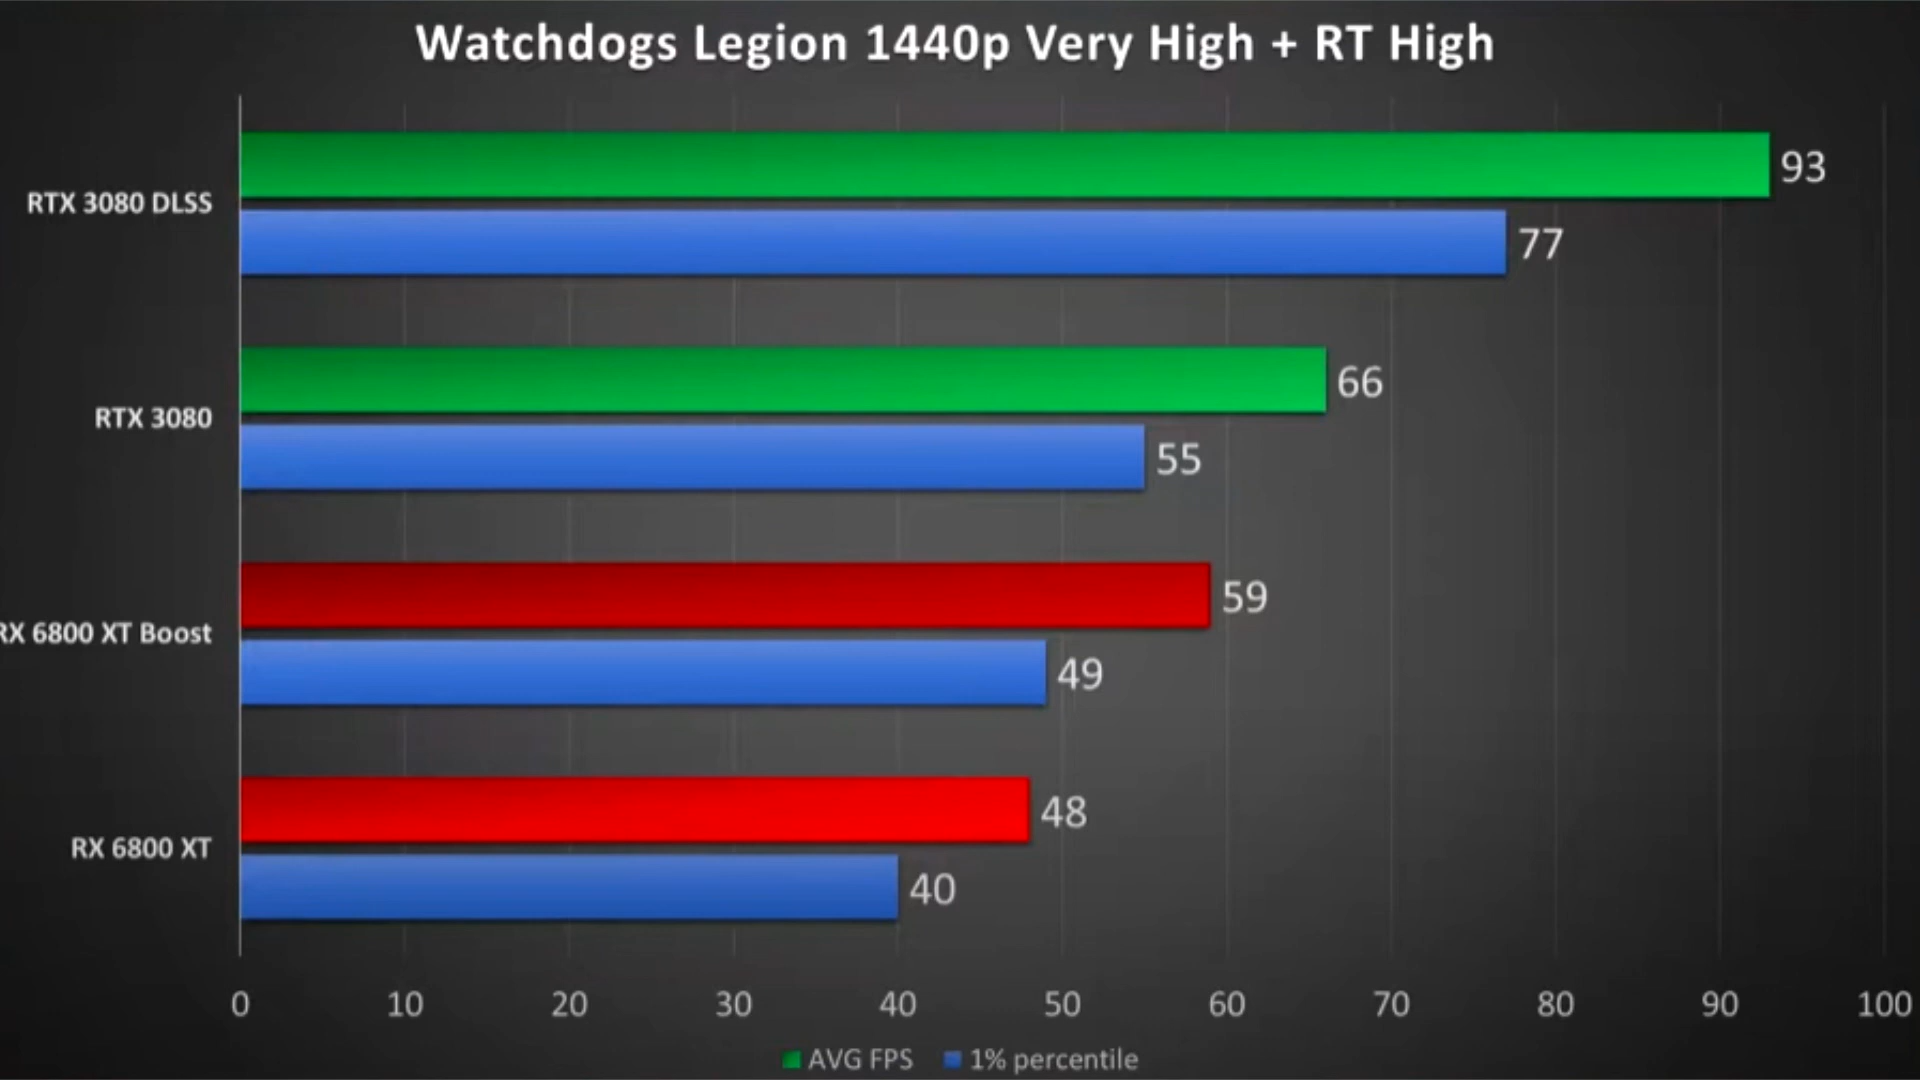 Watchdogs Legion 1440p Very High + RT High
RTX 3080 DLSS
93
77
RTX 3080
66
55
RX 6800 XT Boost
59
49
RX 6800 XT
48
40
0 10 20 30 40 50 60 70 80 90 100
AVG FPS 1% percentile